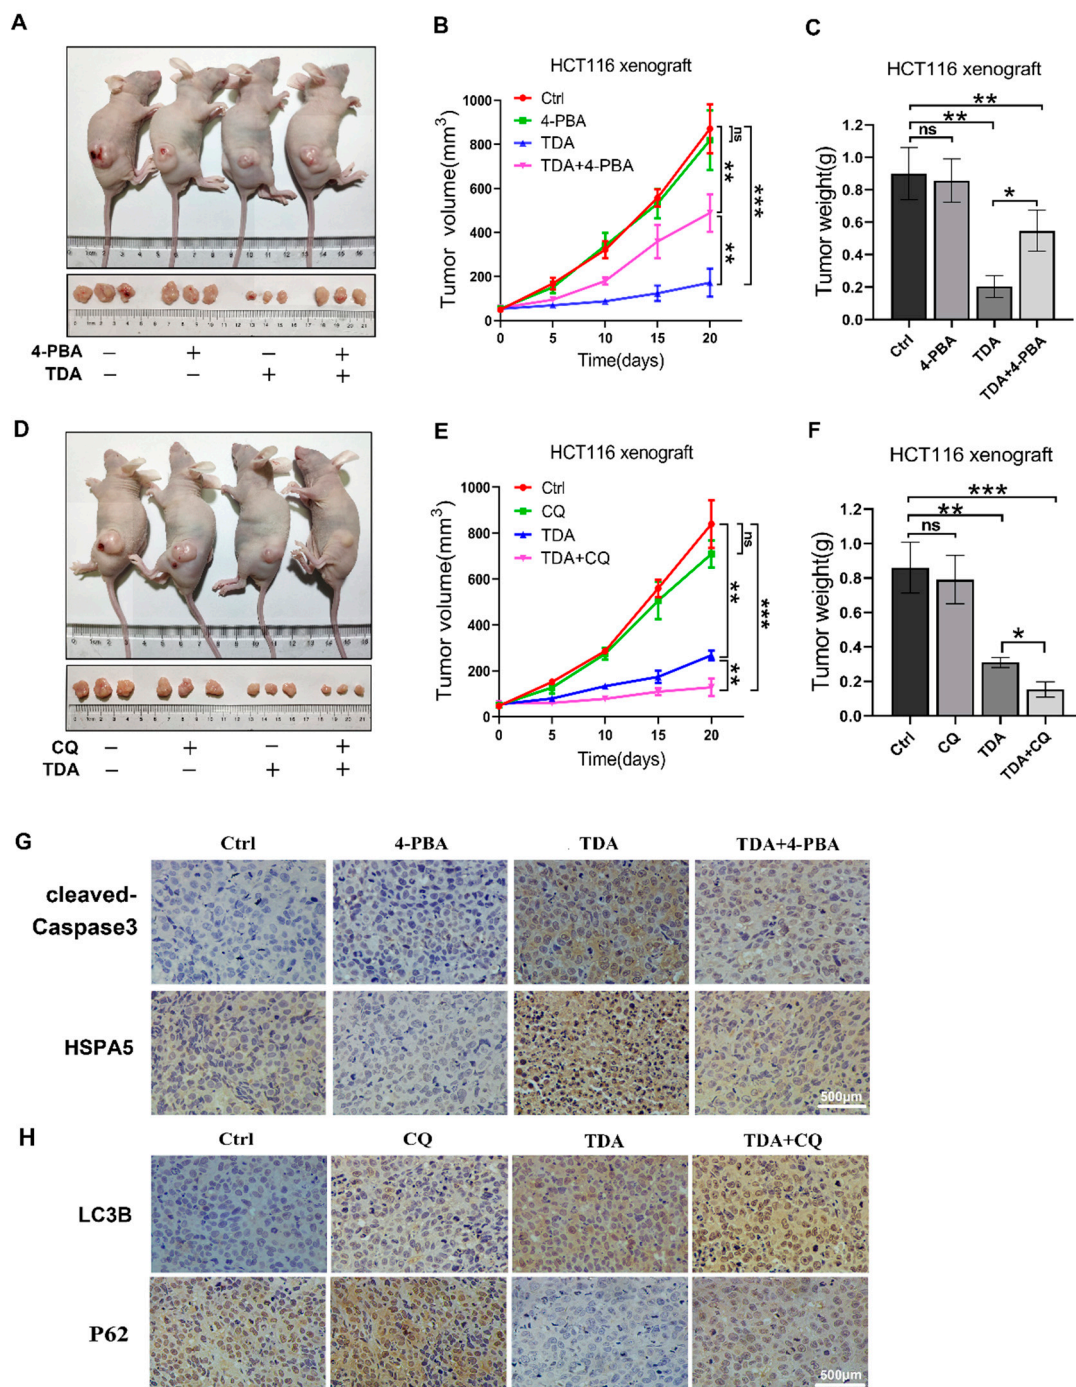 A
4-PBA – + – +
TDA – – + +
B
HCT116 xenograft
Ctrl
4-PBA
TDA
TDA+4-PBA
Tumor volume(mm³)
1000
800
600
400
200
0
0 5 10 15 20
Time(days)
ns
**
**
***
C
HCT116 xenograft
**
**
ns
*
Tumor weight(g)
1.2
1.0
0.8
0.6
0.4
0.2
0.0
Ctrl
4-PBA
TDA
TDA+4-PBA
D
CQ – + – +
TDA – – + +
E
HCT116 xenograft
Ctrl
CQ
TDA
TDA+CQ
Tumor volume(mm³)
1000
800
600
400
200
0
0 5 10 15 20
Time(days)
ns
**
**
***
F
HCT116 xenograft
***
**
ns
*
Tumor weight(g)
1.2
1.0
0.8
0.6
0.4
0.2
0.0
Ctrl
CQ
TDA
TDA+CQ
G
Ctrl 4-PBA TDA TDA+4-PBA
cleaved-
Caspase3
HSPA5
500μm
H
Ctrl CQ TDA TDA+CQ
LC3B
P62
500μm